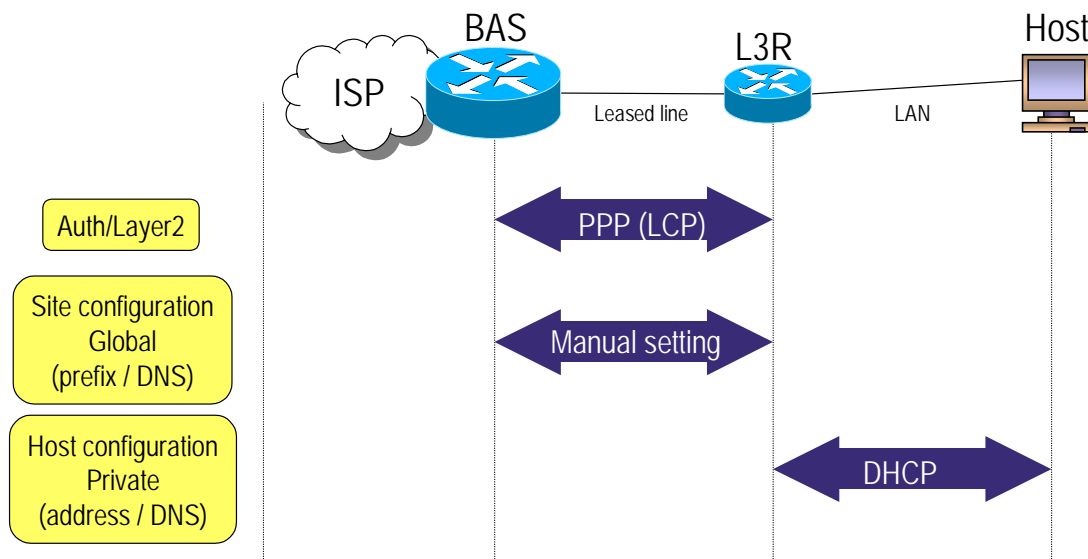 BAS
L3R
Host
ISP
Leased line
LAN
Auth/Layer2
PPP (LCP)
Site configuration
Global
(prefix / DNS)
Manual setting
Host configuration
Private
(address / DNS)
DHCP